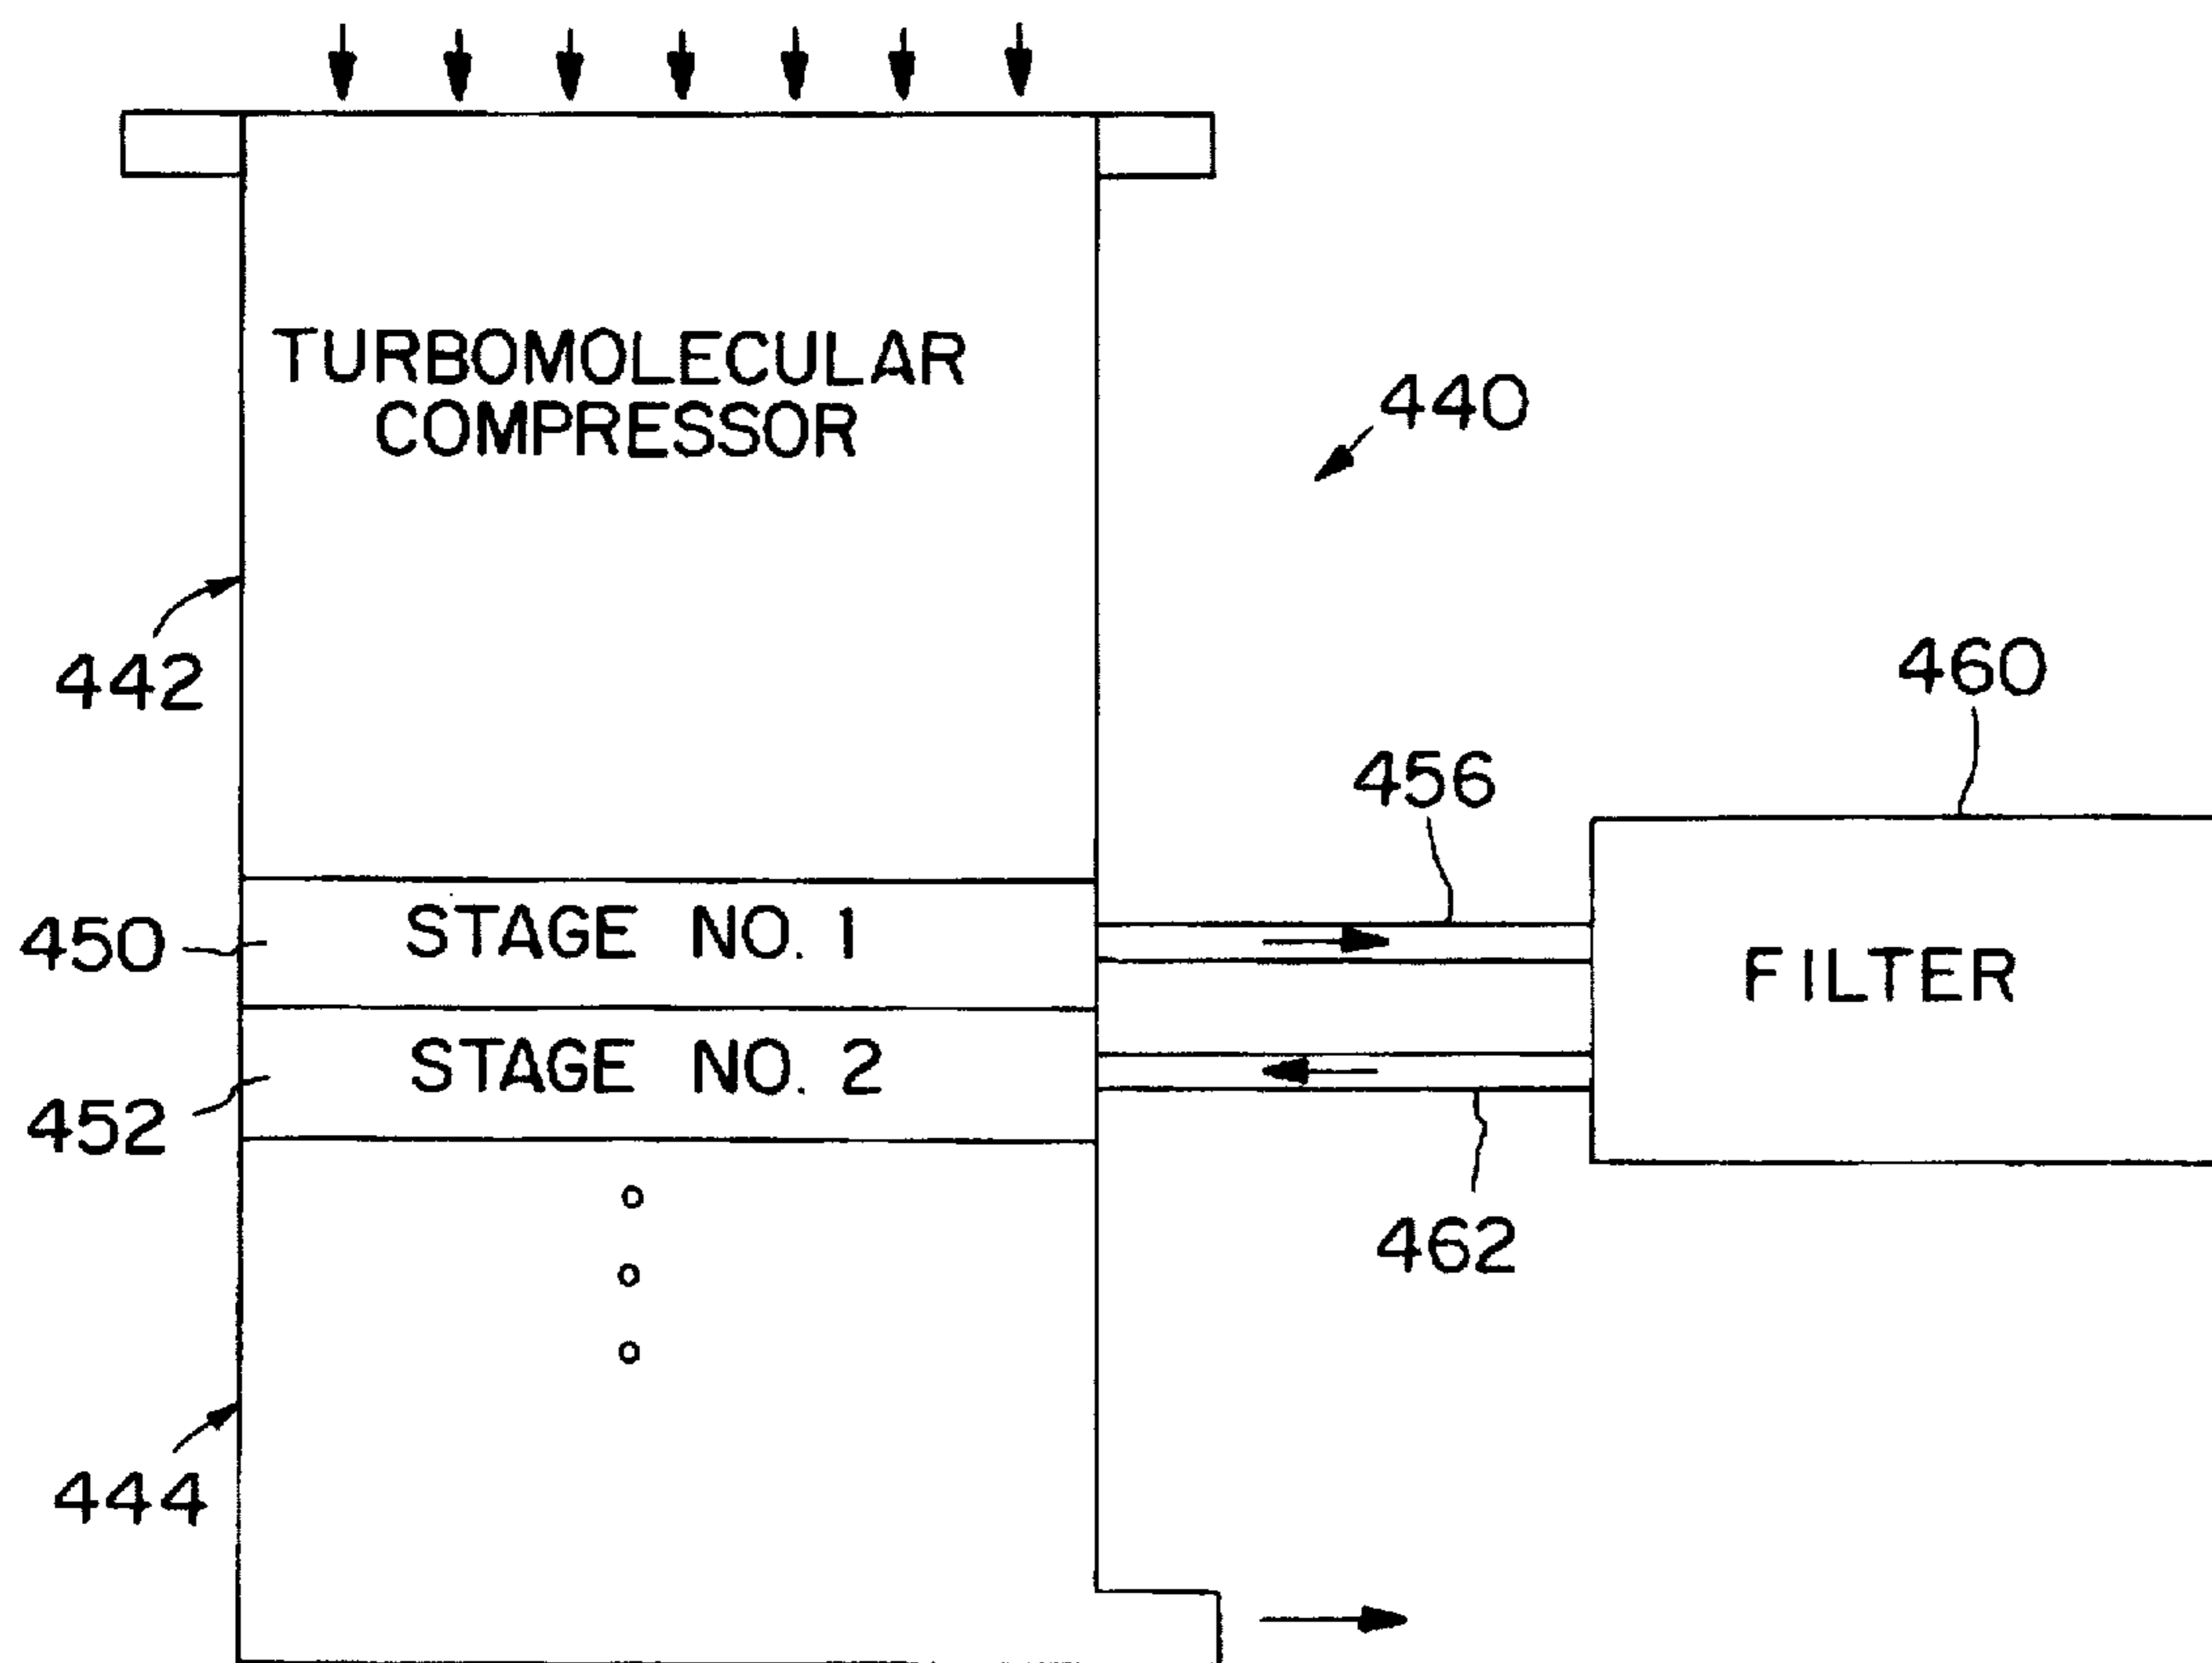 TURBOMOLECULAR
COMPRESSOR
440
442
460
456
450
STAGE NO. 1
FILTER
STAGE NO. 2
452
462
444